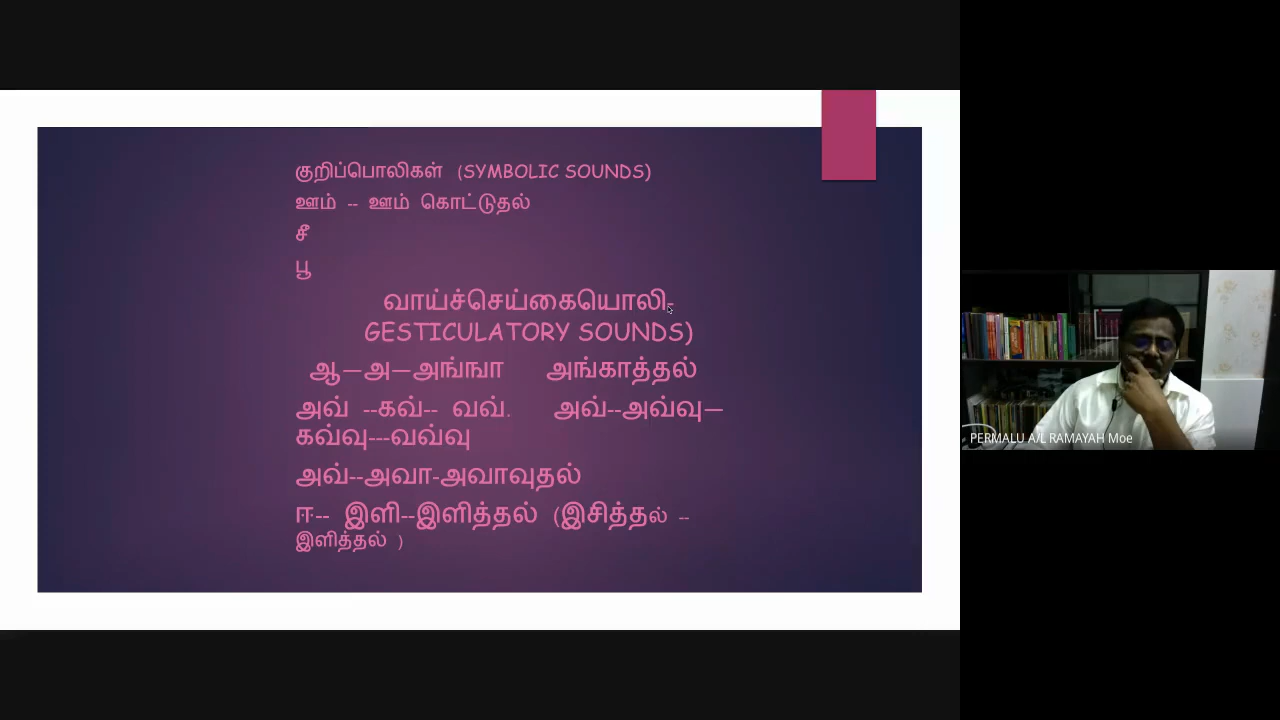 குறிப்பொலிகள் (SYMBOLIC SOUNDS)
ஊம் -- ஊம் கொட்டுதல்
சீ
பூ
வாய்ச்செய்கையொலி-
GESTICULATORY SOUNDS)
ஆ—அ—அங்ஙா அங்காத்தல்
அவ் --கவ்-- வவ். அவ்--அவ்வு—
கவ்வு---வவ்வு
அவ்--அவா-அவாவுதல்
ஈ-- இளி--இளித்தல் (இசித்தல் --
இளித்தல் )
PERMALU A/L RAMAYAH Moe